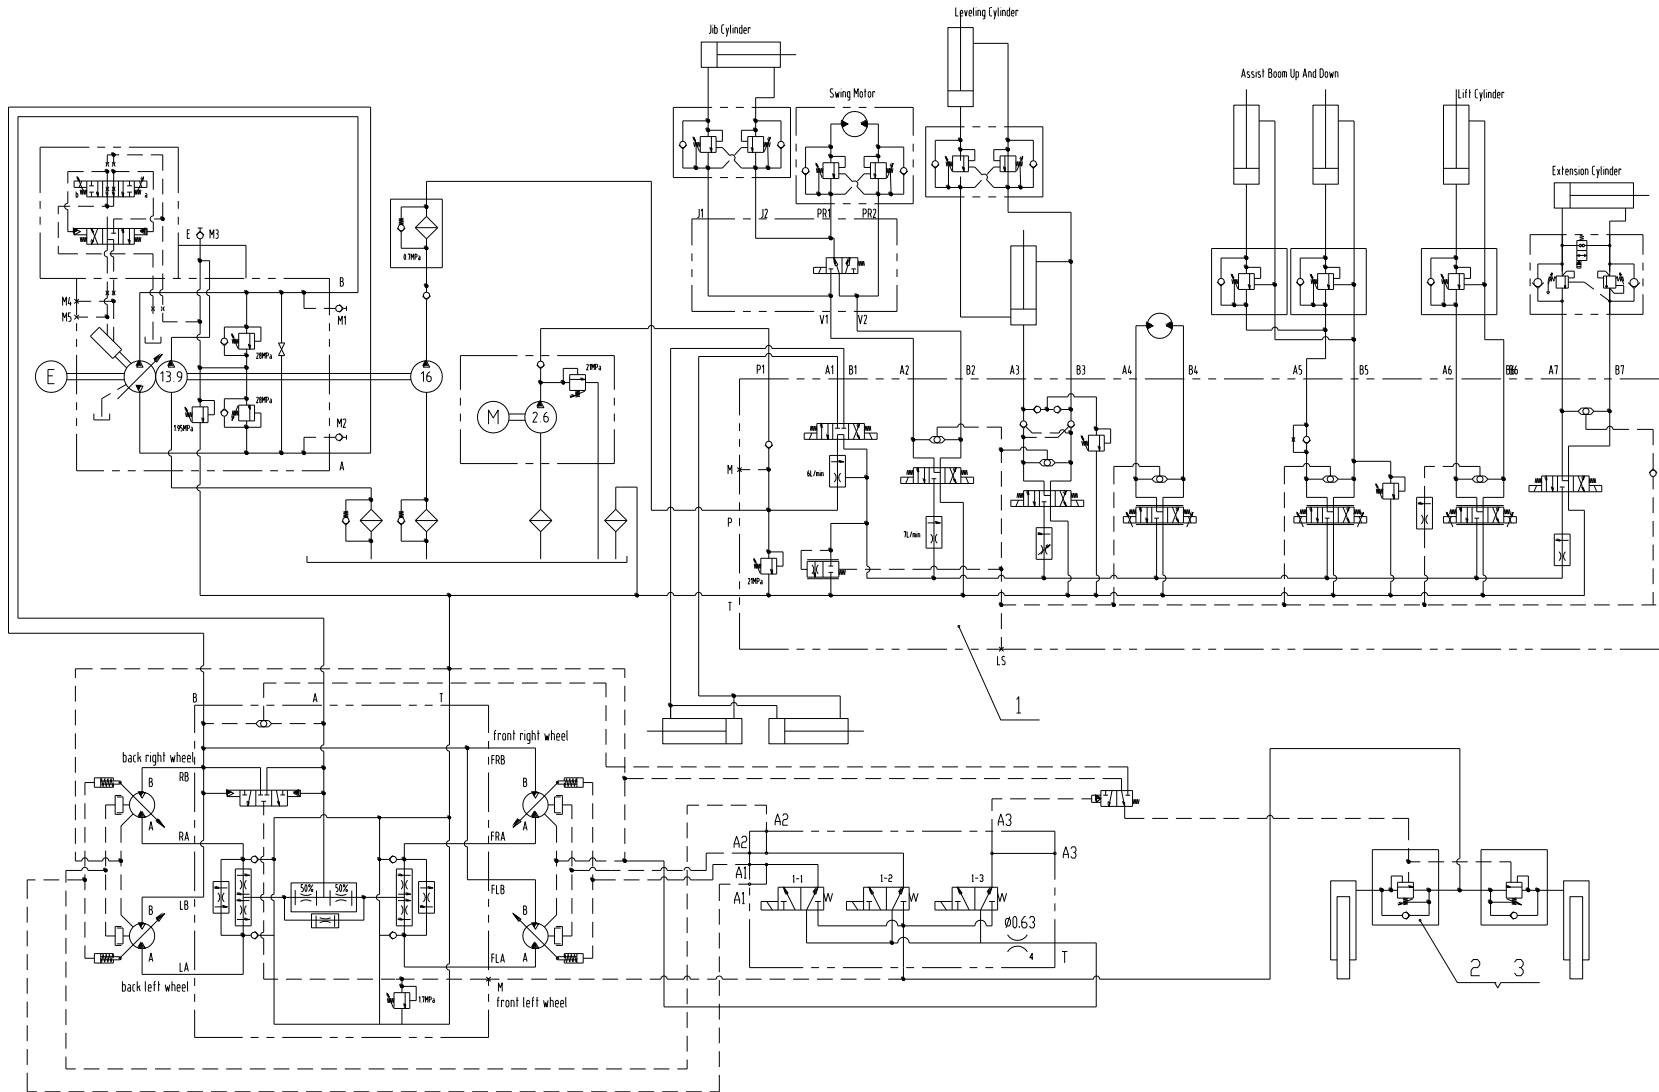 Leveling Cylinder
Jib Cylinder
Assist Boom Up And Down
Swing Motor
Lift Cylinder
Extension Cylinder
b
a
J1
J2
PR1
PR2
E
M3
0.7MPa
B
M4
M5
M1
V1
V2
28MPa
21MPa
E
13.9
16
P1
A1
B1
A2
B2
A3
B3
A4
B4
A5
B5
A6
B6
A7
B7
28MPa
1.95MPa
M
2.6
M2
A
M
6L/min
P
7L/min
21MPa
T
LS
1
B
A
T
front right wheel
back right wheel
FRB
RB
B
B
A
A
RA
FRA
A2
A3
A2
A3
A1
A1
1-1
1-2
1-3
50%
50%
FLB
LB
B
B
Ø0.63
4
T
A
A
LA
FLA
back left wheel
M
front left wheel
1.7MPa
2
3